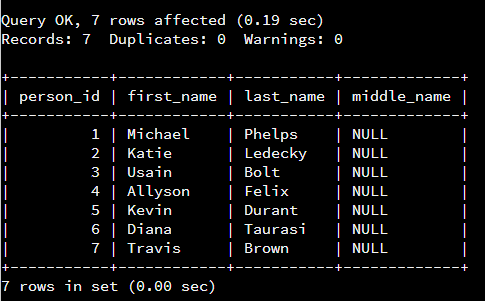 Query OK, 7 rows affected (0.19 sec)
Records: 7  Duplicates: 0  Warnings: 0
+-----------+------------+-----------+-------------+
| person_id | first_name | last_name | middle_name |
+-----------+------------+-----------+-------------+
|         1 | Michael    | Phelps    | NULL        |
|         2 | Katie      | Ledecky   | NULL        |
|         3 | Usain      | Bolt      | NULL        |
|         4 | Allyson    | Felix     | NULL        |
|         5 | Kevin      | Durant    | NULL        |
|         6 | Diana      | Taurasi   | NULL        |
|         7 | Travis     | Brown     | NULL        |
+-----------+------------+-----------+-------------+
7 rows in set (0.00 sec)